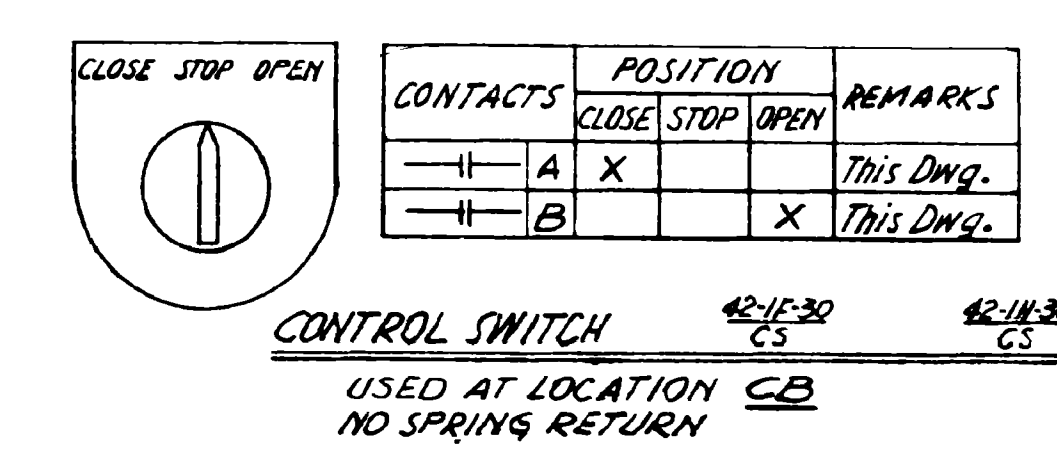 CLOSE STOP OPEN
CONTACTS
POSITION
REMARKS
CLOSE STOP OPEN
A X This Dwg.
B X This Dwg.
CONTROL SWITCH
42-1F-30
CS
CS
USED AT LOCATION CB
NO SPRING RETURN